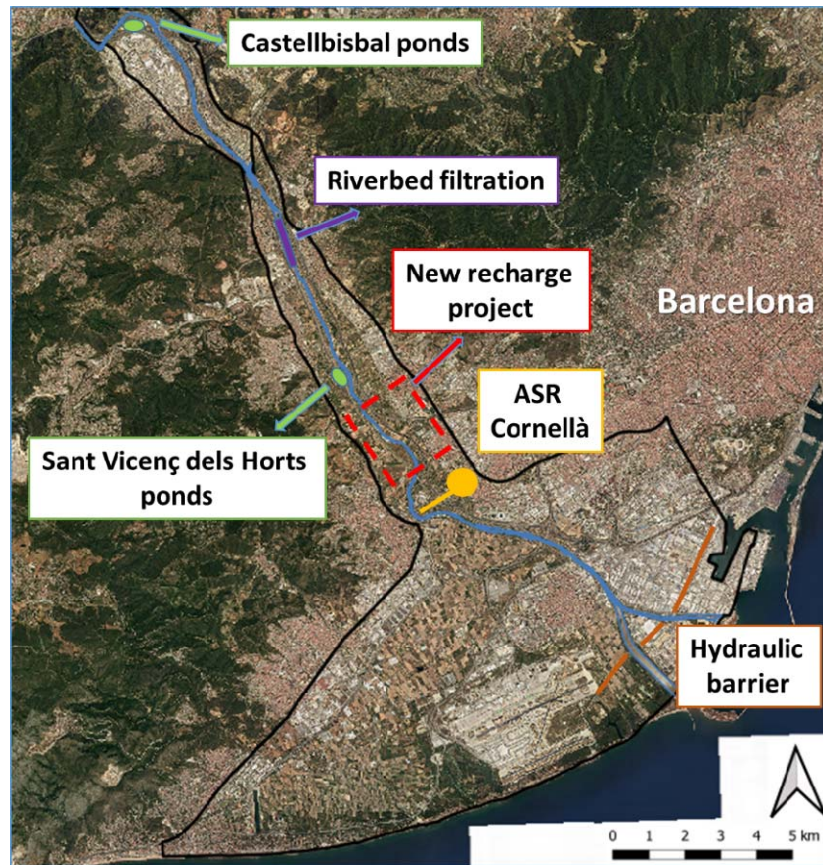 Castellbisbal ponds
Riverbed filtration
New recharge
project
Barcelona
ASR
Cornellà
Sant Vicenç dels Horts
ponds
Hydraulic
barrier
0 1 2 3 4 5 km